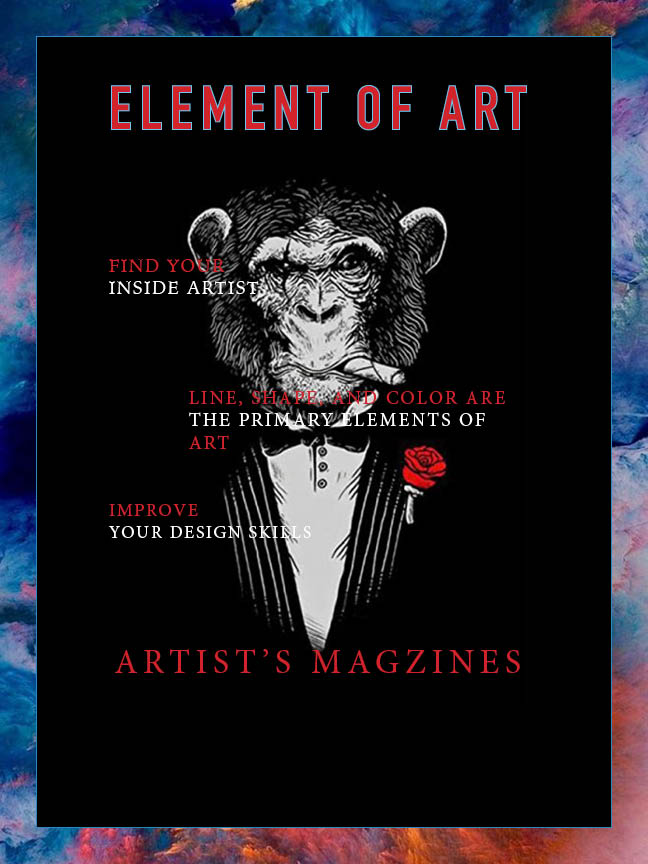 ELEMENT OF ART
FIND YOUR
INSIDE ARTIST
LINE, SHAPE, AND COLOR ARE
THE PRIMARY ELEMENTS OF
ART
IMPROVE
YOUR DESIGN SKILLS
ARTIST’S MAGZINES